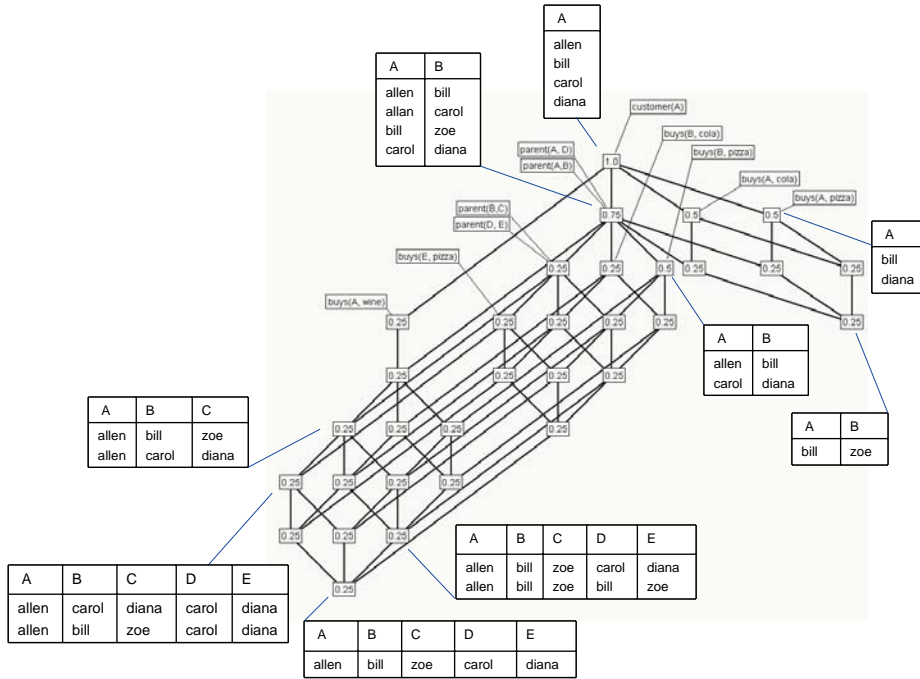 A
allen
bill
carol
diana
A B
allen bill
allan carol
bill zoe
carol diana
customer(A)
buys(B, cola)
parent(A, D)
buys(B, pizza)
parent(A,B)
1.0
buys(A, cola)
buys(A, pizza)
parent(B,C)
parent(D, E)
0.75 0.5 0.5
A
bill
diana
buys(E, pizza)
0.25 0.25 0.5 0.25 0.25 0.25
buys(A, wine)
0.25 0.25 0.25 0.25 0.25 0.25
A B
allen bill
carol diana
0.25 0.25 0.25 0.25
A B C
allen bill zoe
allen carol diana
A B
bill zoe
0.25 0.25 0.25 0.25
0.25 0.25 0.25 0.25
0.25 0.25 0.25
A B C D E
allen bill zoe carol diana
allen bill zoe bill zoe
A B C D E
allen carol diana carol diana
allen bill zoe carol diana
0.25
A B C D E
allen bill zoe carol diana